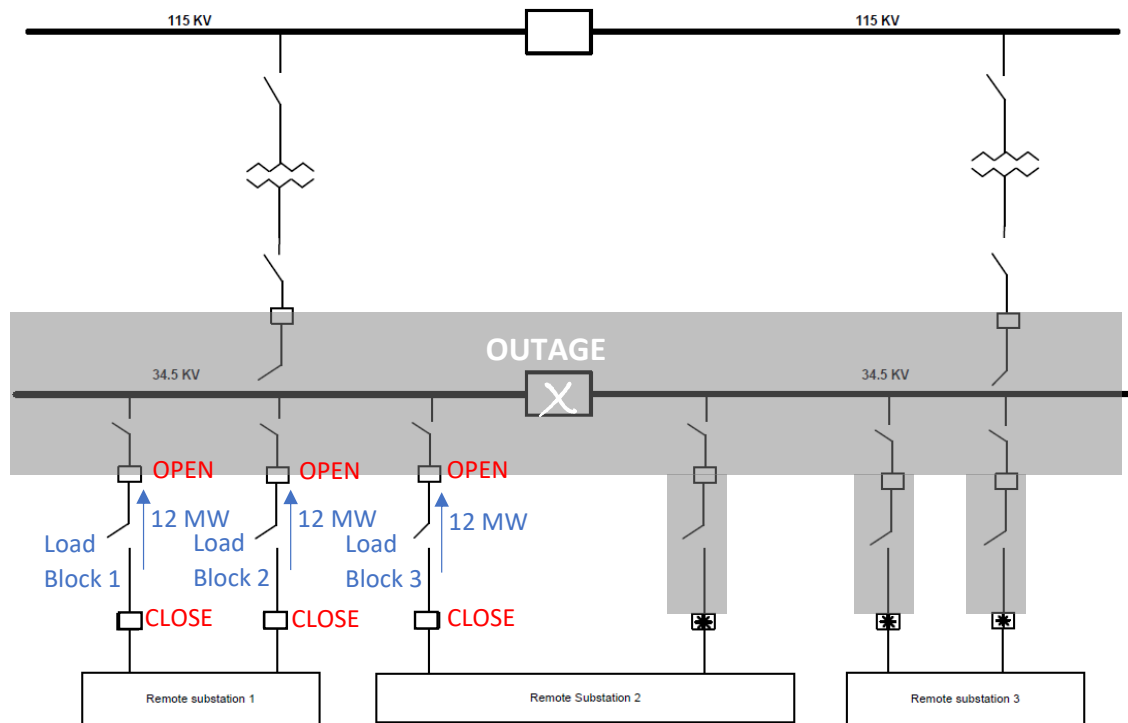 115 KV
115 KV
OUTAGE
34.5 KV
34.5 KV
X
OPEN
OPEN
OPEN
12 MW
12 MW
12 MW
Load
Block 1
Load
Block 2
Load
Block 3
CLOSE
CLOSE
CLOSE
Remote substation 1
Remote Substation 2
Remote substation 3